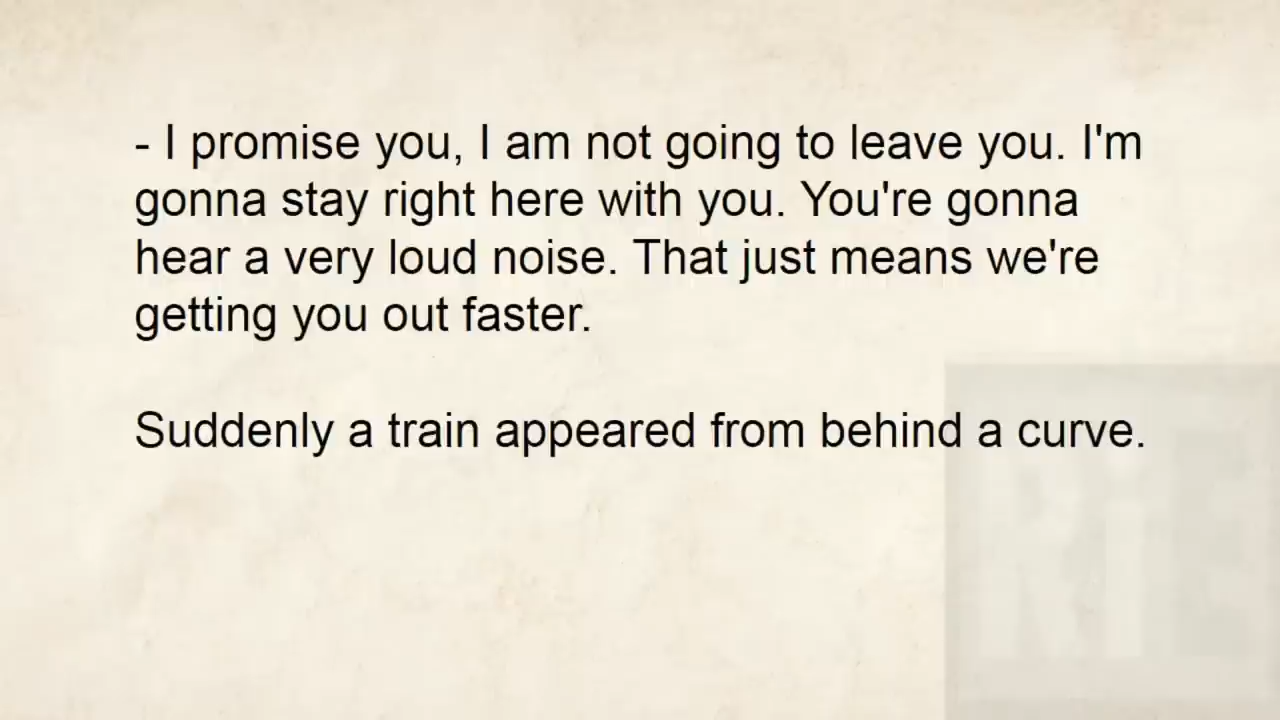 - I promise you, I am not going to leave you. I'm
gonna stay right here with you. You're gonna
hear a very loud noise. That just means we're
getting you out faster.
Suddenly a train appeared from behind a curve.
RiE